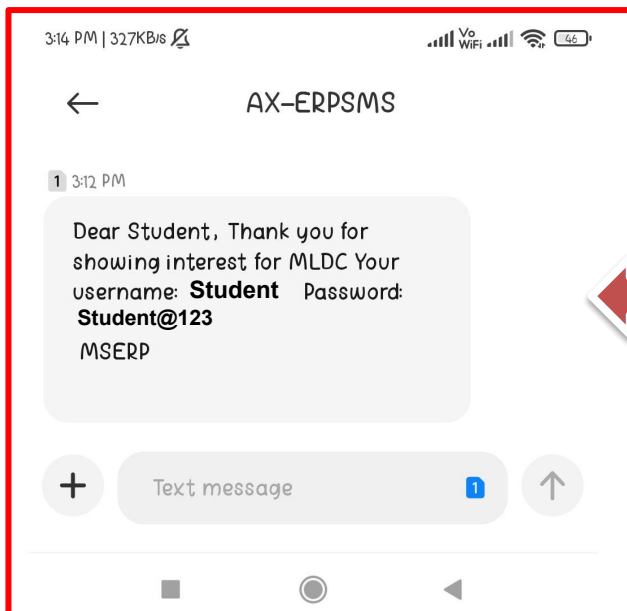 3:14 PM | 327KB/s Vo WiFi 46
AX-ERPSMS
1 3:12 PM
Dear Student, Thank you for
showing interest for MLDC Your
username: Student Password:
Student@123
MSERP
Text message 1